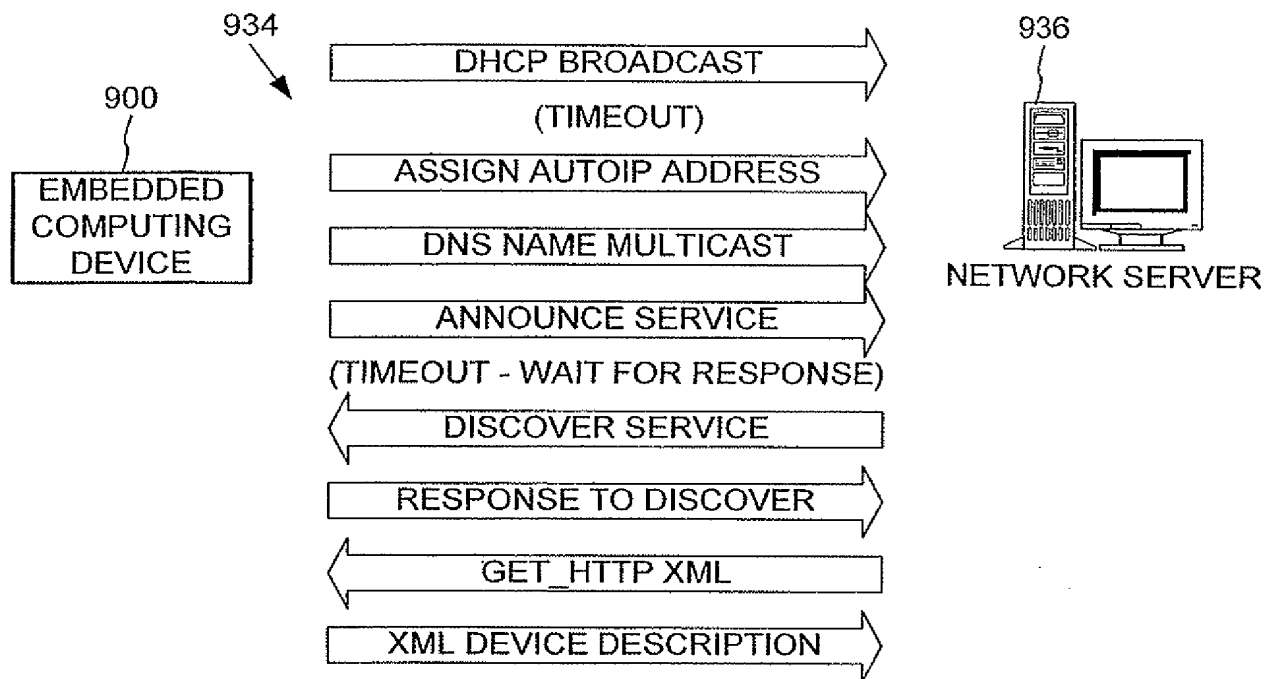 934
936
DHCP BROADCAST
900
(TIMEOUT)
EMBEDDED
COMPUTING
DEVICE
ASSIGN AUTOIP ADDRESS
DNS NAME MULTICAST
NETWORK SERVER
ANNOUNCE SERVICE
(TIMEOUT - WAIT FOR RESPONSE)
DISCOVER SERVICE
RESPONSE TO DISCOVER
GET_HTTP XML
XML DEVICE DESCRIPTION